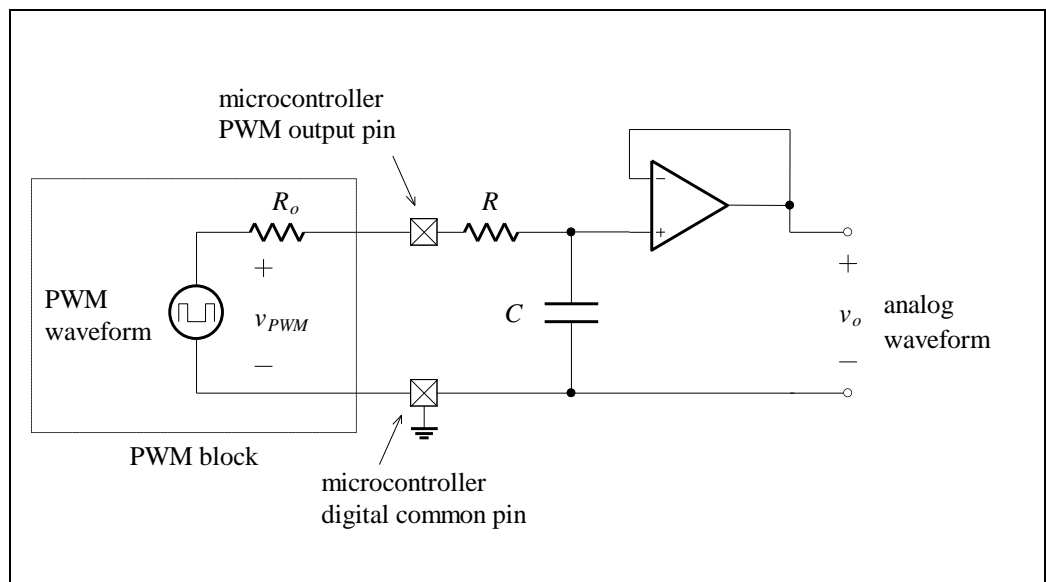 microcontroller
PWM output pin
R_o
R
−
+
PWM
waveform
+
v_PWM
−
C
+
v_o
−
analog
waveform
PWM block
microcontroller
digital common pin